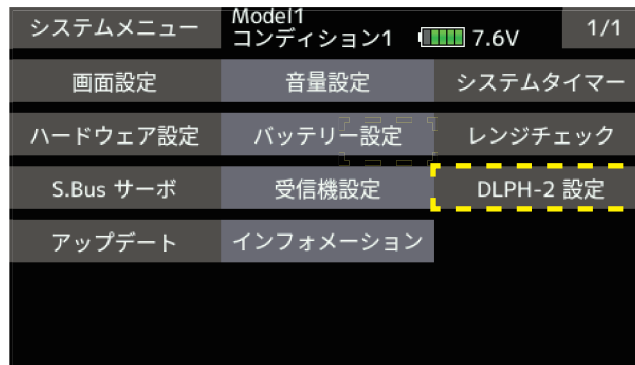 システムメニュー
Model1
コンディション1
7.6V
1/1
画面設定
音量設定
システムタイマー
ハードウェア設定
バッテリー設定
レンジチェック
S.Bus サーボ
受信機設定
DLPH-2 設定
アップデート
インフォメーション